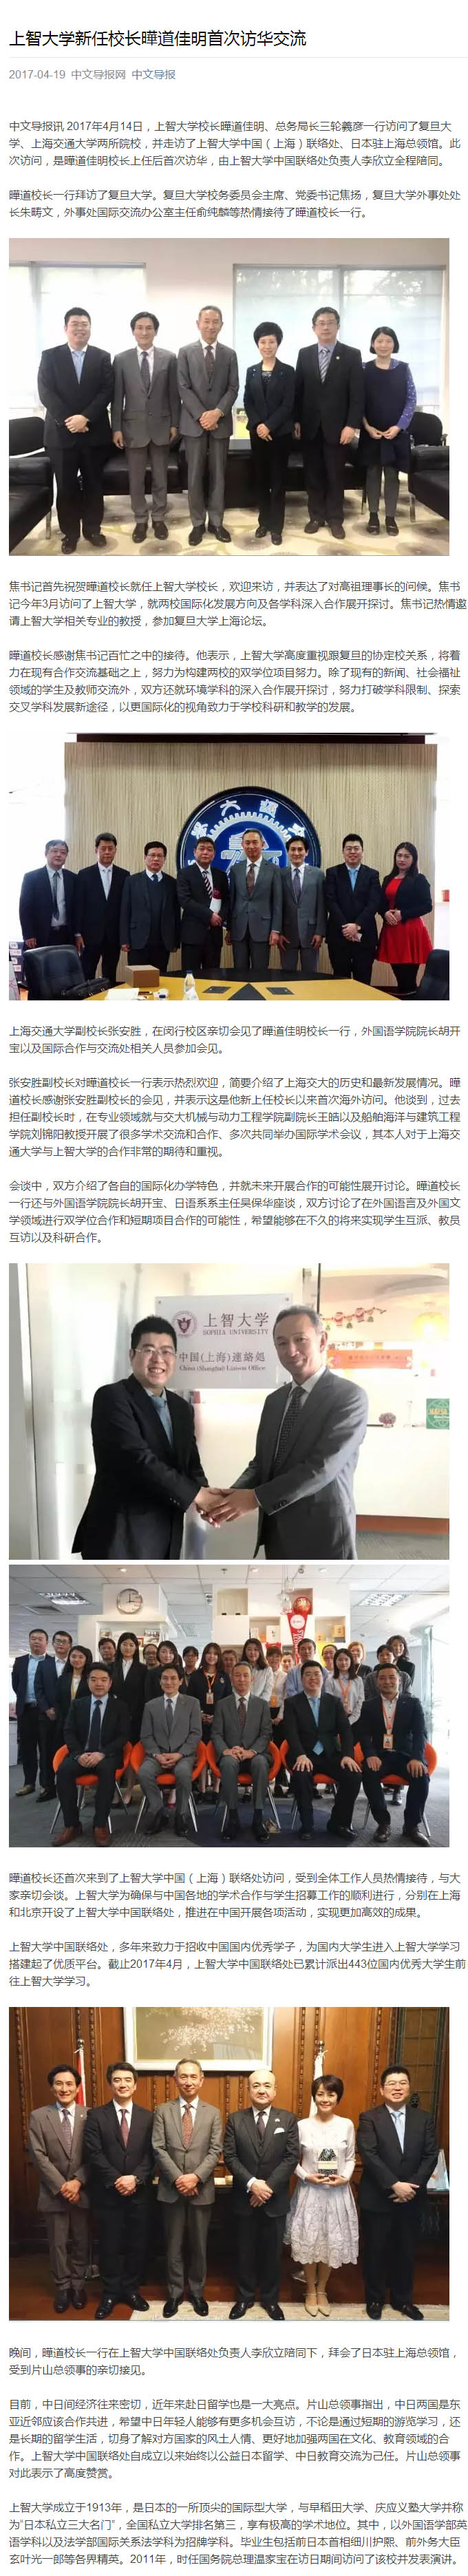 上智大学新任校长曄道佳明首次访华交流
2017-04-19 中文导报网 中文导报
中文导报讯 2017年4月14日，上智大学校长曄道佳明、总务局长三轮義彦一行访问了复旦大
学、上海交通大学两所院校，并走访了上智大学中国（上海）联络处、日本驻上海总领馆。此
次访问，是曄道佳明校长上任后首次访华，由上智大学中国联络处负责人李欣立全程陪同。
曄道校长一行拜访了复旦大学。复旦大学校务委员会主席、党委书记焦扬，复旦大学外事处处
长朱畴文，外事处国际交流办公室主任俞纯麟等热情接待了曄道校长一行。
焦书记首先祝贺曄道校长就任上智大学校长，欢迎来访，并表达了对高祖理事长的问候。焦书
记今年3月访问了上智大学，就两校国际化发展方向及各学科深入合作展开探讨。焦书记热情邀
请上智大学相关专业的教授，参加复旦大学上海论坛。
曄道校长感谢焦书记百忙之中的接待。他表示，上智大学高度重视跟复旦的协定校关系，将着
力在现有合作交流基础之上，努力为构建两校的双学位项目努力。除了现有的新闻、社会福祉
领域的学生及教师交流外，双方还就环境学科的深入合作展开探讨，努力打破学科限制、探索
交叉学科发展新途径，以更国际化的视角致力于学校科研和教学的发展。
上海交通大学副校长张安胜，在闵行校区亲切会见了曄道佳明校长一行，外国语学院院长胡开
宝以及国际合作与交流处相关人员参加会见。
张安胜副校长对曄道校长一行表示热烈欢迎，简要介绍了上海交大的历史和最新发展情况。曄
道校长感谢张安胜副校长的会见，并表示这是他新上任校长以来首次海外访问。他谈到，过去
担任副校长时，在专业领域就与交大机械与动力工程学院副院长王皓以及船舶海洋与建筑工程
学院刘锦阳教授开展了很多学术交流和合作、多次共同举办国际学术会议，其本人对于上海交
通大学与上智大学的合作非常的期待和重视。
会谈中，双方介绍了各自的国际化办学特色，并就未来开展合作的可能性展开讨论。曄道校长
一行还与外国语学院院长胡开宝、日语系系主任吴保华座谈，双方讨论了在外国语言及外国文
学领域进行双学位合作和短期项目合作的可能性，希望能够在不久的将来实现学生互派、教员
互访以及科研合作。
上智大学
SOPHIA UNIVERSITY
中国(上海)連絡処
China (Shanghai) Liaison Office
曄道校长还首次来到了上智大学中国（上海）联络处访问，受到全体工作人员热情接待，与大
家亲切会谈。上智大学为确保与中国各地的学术合作与学生招募工作的顺利进行，分别在上海
和北京开设了上智大学中国联络处，推进在中国开展各项活动，实现更加高效的成果。
上智大学中国联络处，多年来致力于招收中国国内优秀学子，为国内大学生进入上智大学学习
搭建起了优质平台。截止2017年4月，上智大学中国联络处已累计派出443位国内优秀大学生前
往上智大学学习。
晚间，曄道校长一行在上智大学中国联络处负责人李欣立陪同下，拜会了日本驻上海总领馆，
受到片山总领事的亲切接见。
目前，中日间经济往来密切，近年来赴日留学也是一大亮点。片山总领事指出，中日两国是东
亚近邻应该合作共进，希望中日年轻人能够有更多机会互访，不论是通过短期的游览学习，还
是长期的留学生活，切身了解对方国家的风土人情、更好地加强两国在文化、教育领域的合
作。上智大学中国联络处自成立以来始终以公益日本留学、中日教育交流为己任。片山总领事
对此表示了高度赞赏。
上智大学成立于1913年，是日本的一所顶尖的国际型大学，与早稻田大学、庆应义塾大学并称
为“日本私立三大名门”，全国私立大学排名第三，享有极高的学术地位。其中，以外国语学部英
语学科以及法学部国际关系法学科为招牌学科。毕业生包括前日本首相细川护熙、前外务大臣
玄叶光一郎等各界精英。2011年，时任国务院总理温家宝在访日期间访问了该校并发表演讲。